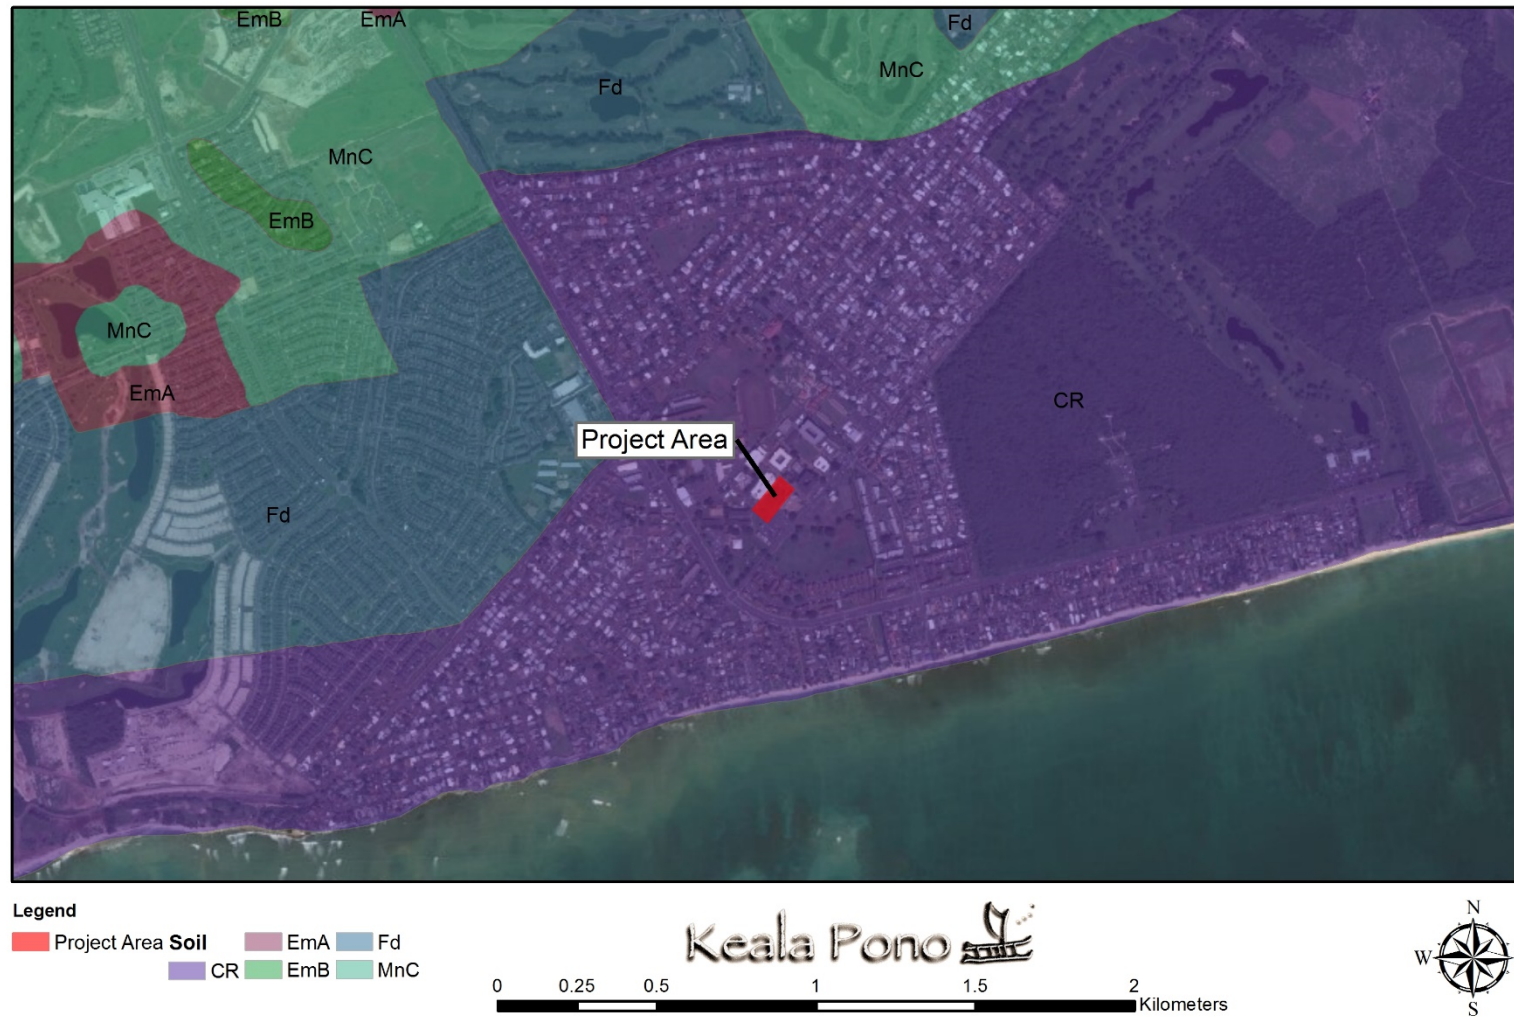 EmB
EmA
Fd
MnC
Fd
MnC
EmB
MnC
EmA
CR
Project Area
Fd
Legend
Project Area Soil EmA Fd
CR EmB MnC
Keala Pono
0 0.25 0.5 1 1.5 2
Kilometers
N
W E
S